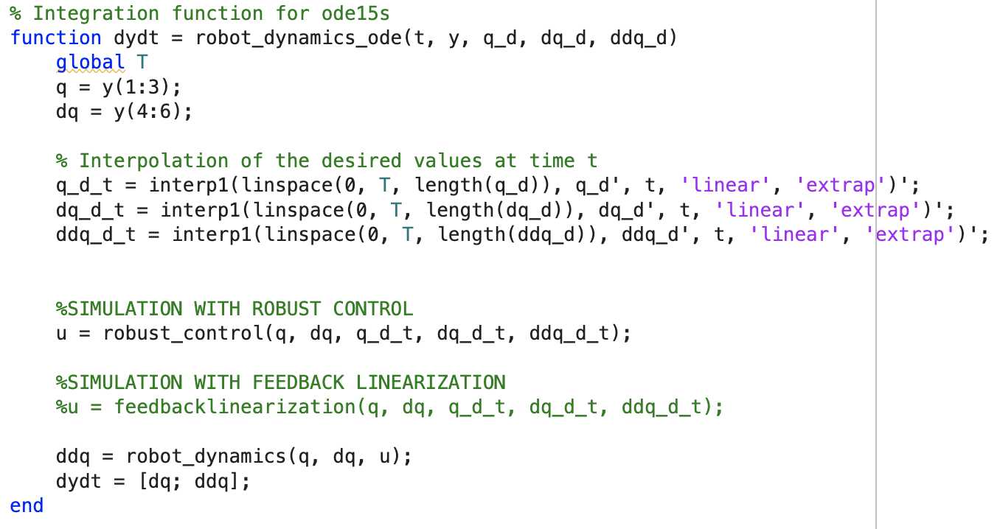 % Integration function for ode15s
function dydt = robot_dynamics_ode(t, y, q_d, dq_d, ddq_d)
    global T
    q = y(1:3);
    dq = y(4:6);

    % Interpolation of the desired values at time t
    q_d_t = interp1(linspace(0, T, length(q_d)), q_d', t, 'linear', 'extrap')';
    dq_d_t = interp1(linspace(0, T, length(dq_d)), dq_d', t, 'linear', 'extrap')';
    ddq_d_t = interp1(linspace(0, T, length(ddq_d)), ddq_d', t, 'linear', 'extrap')';

    %SIMULATION WITH ROBUST CONTROL
    u = robust_control(q, dq, q_d_t, dq_d_t, ddq_d_t);

    %SIMULATION WITH FEEDBACK LINEARIZATION
    %u = feedbacklinearization(q, dq, q_d_t, dq_d_t, ddq_d_t);

    ddq = robot_dynamics(q, dq, u);
    dydt = [dq; ddq];
end